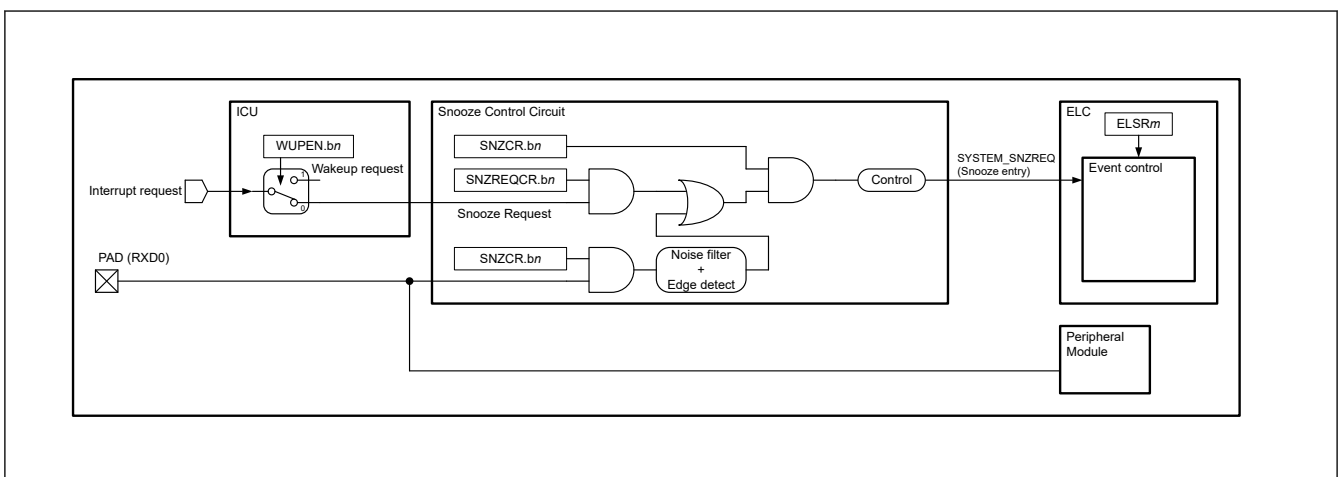 ICU
WUPEN.bn
1
Wakeup request
0
Interrupt request
PAD (RXD0)
Snooze Control Circuit
SNZCR.bn
SNZREQCR.bn
Snooze Request
SNZCR.bn
Noise filter
+
Edge detect
Control
SYSTEM_SNZREQ
(Snooze entry)
ELC
ELSRm
Event control
Peripheral
Module